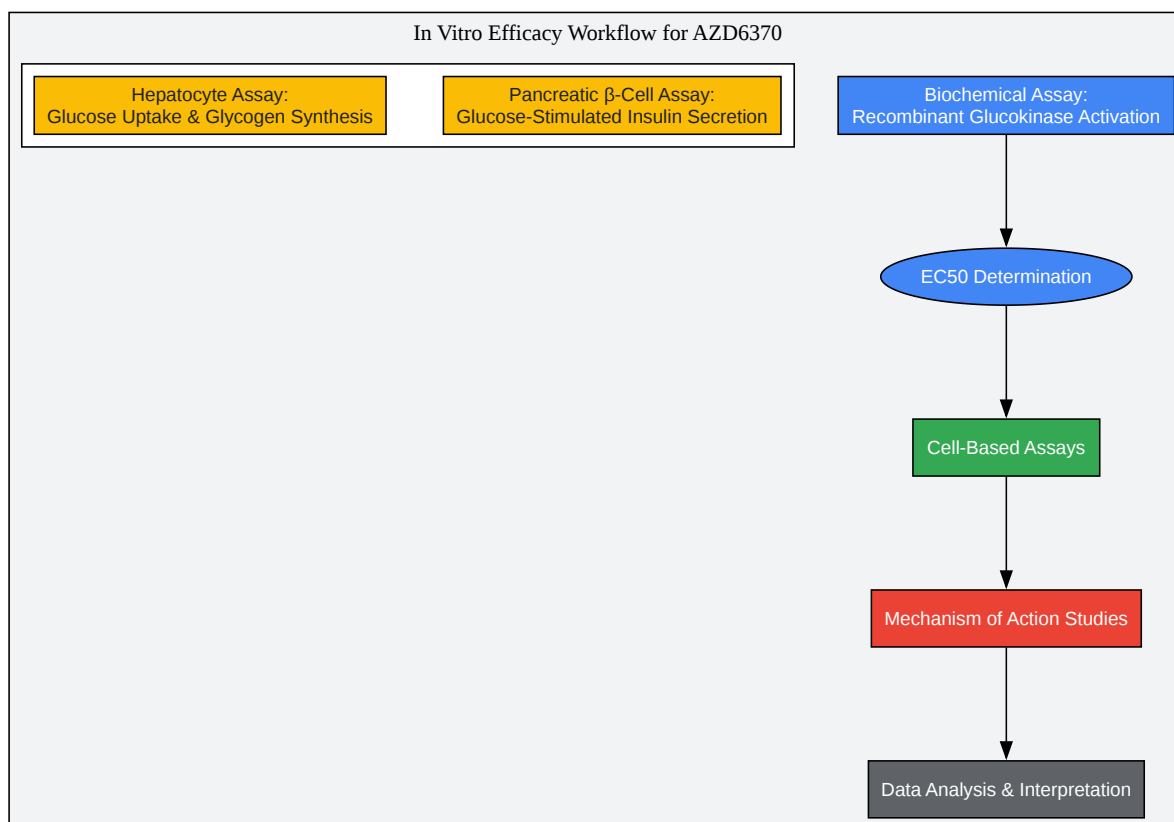 In Vitro Efficacy Workflow for AZD6370
Hepatocyte Assay:
Glucose Uptake & Glycogen Synthesis
Pancreatic β-Cell Assay:
Glucose-Stimulated Insulin Secretion
Biochemical Assay:
Recombinant Glucokinase Activation
EC50 Determination
Cell-Based Assays
Mechanism of Action Studies
Data Analysis & Interpretation